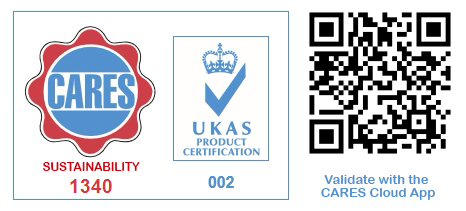 CARES
SUSTAINABILITY
1340
UKAS
PRODUCT
CERTIFICATION
002
Validate with the
CARES Cloud App